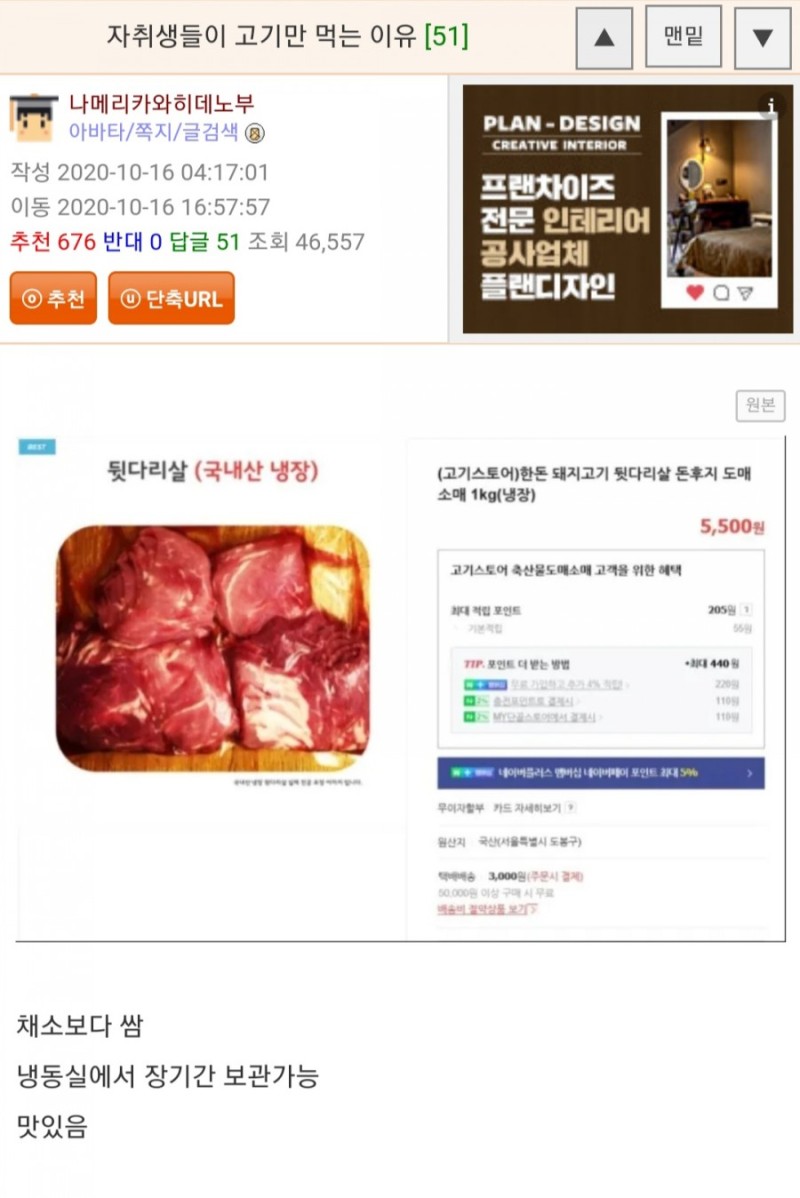 자취생들이 고기만 먹는 이유 [51]
▲
맨밑
▼
나메리카와히데노부
아바타/쪽지/글검색
작성 2020-10-16 04:17:01
이동 2020-10-16 16:57:57
추천 676 반대 0 답글 51 조회 46,557
추천
단축URL
PLAN - DESIGN
CREATIVE INTERIOR
프랜차이즈
전문 인테리어
공사업체
플랜디자인
원본
BEST
뒷다리살 (국내산 냉장)
(고기스토어)한돈 돼지고기 뒷다리살 돈후지 도매
소매 1kg(냉장)
5,500원
고기스토어 축산물도매소매 고객을 위한 혜택
최대 적립 포인트 205원
기본적립 55원
TIP. 포인트 더 받는 방법 +최대 440원
무료 가입하고 추가 4% 적립! 220원
충전포인트로 결제시 110원
MY단골스토어에서 결제시 110원
네이버플러스 멤버십 네이버페이 포인트 최대 5%
무이자할부 카드 자세히보기
원산지 국산(서울특별시 도봉구)
택배배송 3,000원(주문시 결제)
50,000원 이상 구매 시 무료
배송비 절약상품 보기
채소보다 쌈
냉동실에서 장기간 보관가능
맛있음